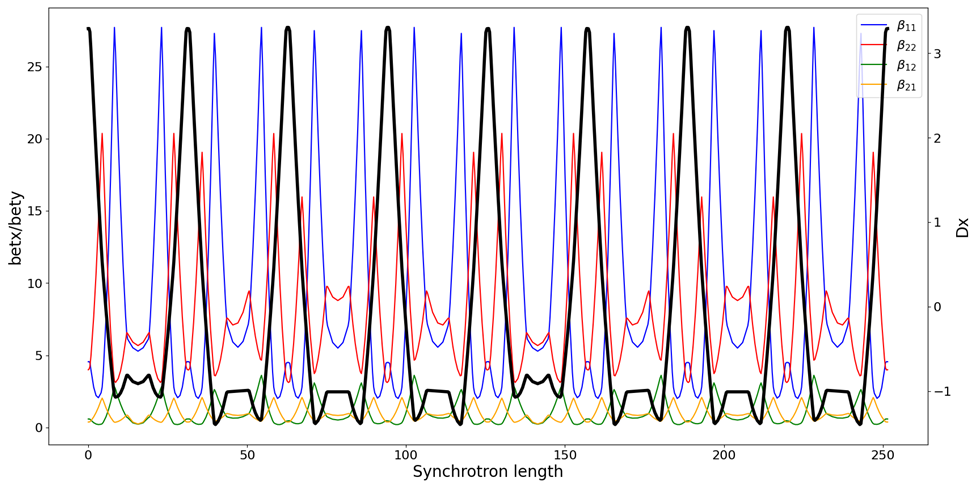 β₁₁
β₂₂
β₁₂
β₂₁
25
20
15
10
5
0
betx/bety
3
2
1
0
−1
Dx
0
50
100
150
200
250
Synchrotron length